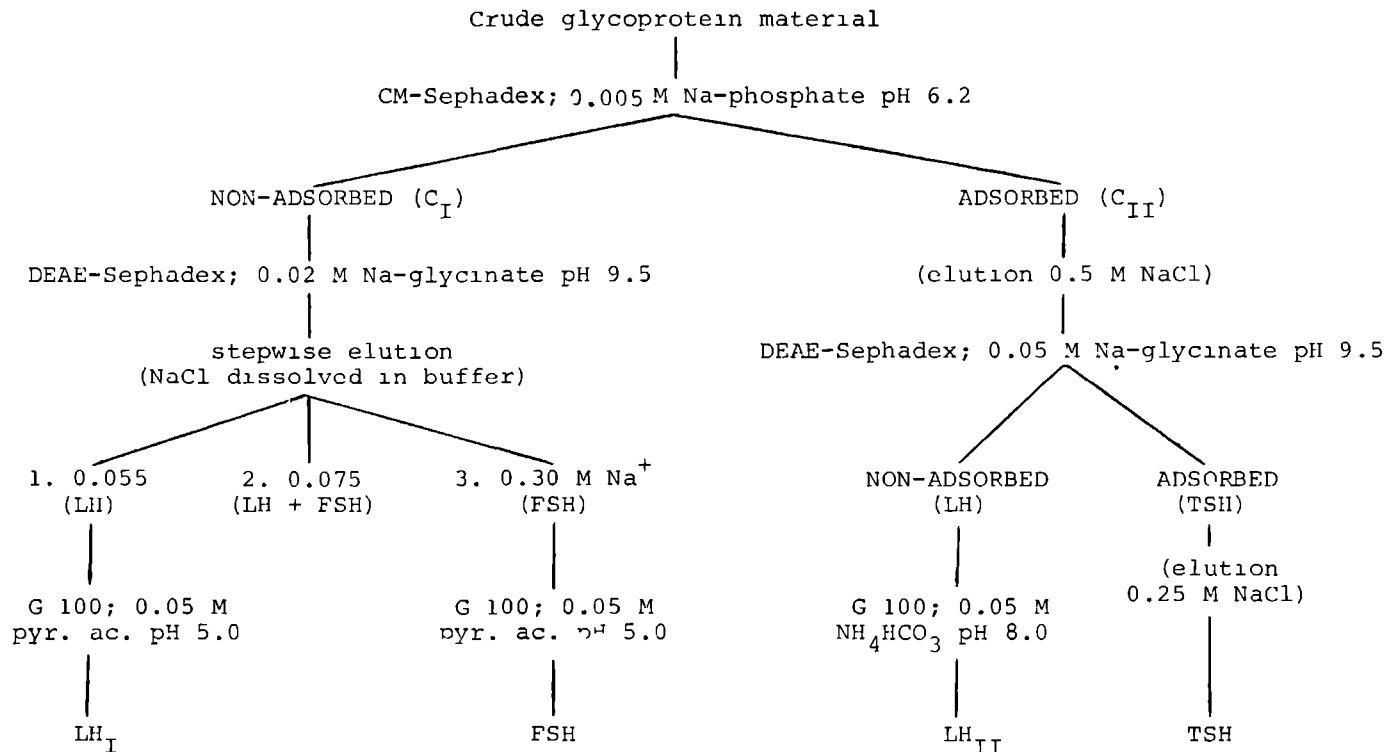 Crude glycoprotein material
CM-Sephadex; 0.005 M Na-phosphate pH 6.2
NON-ADSORBED (C_I)
ADSORBED (C_II)
DEAE-Sephadex; 0.02 M Na-glycinate pH 9.5
(elution 0.5 M NaCl)
stepwise elution
(NaCl dissolved in buffer)
DEAE-Sephadex; 0.05 M Na-glycinate pH 9.5
1. 0.055
(LH)
2. 0.075
(LH + FSH)
3. 0.30 M Na+
(FSH)
NON-ADSORBED
(LH)
ADSORBED
(TSH)
G 100; 0.05 M
pyr. ac. pH 5.0
G 100; 0.05 M
pyr. ac. pH 5.0
G 100; 0.05 M
NH4HCO3 pH 8.0
(elution
0.25 M NaCl)
LH_I
FSH
LH_II
TSH